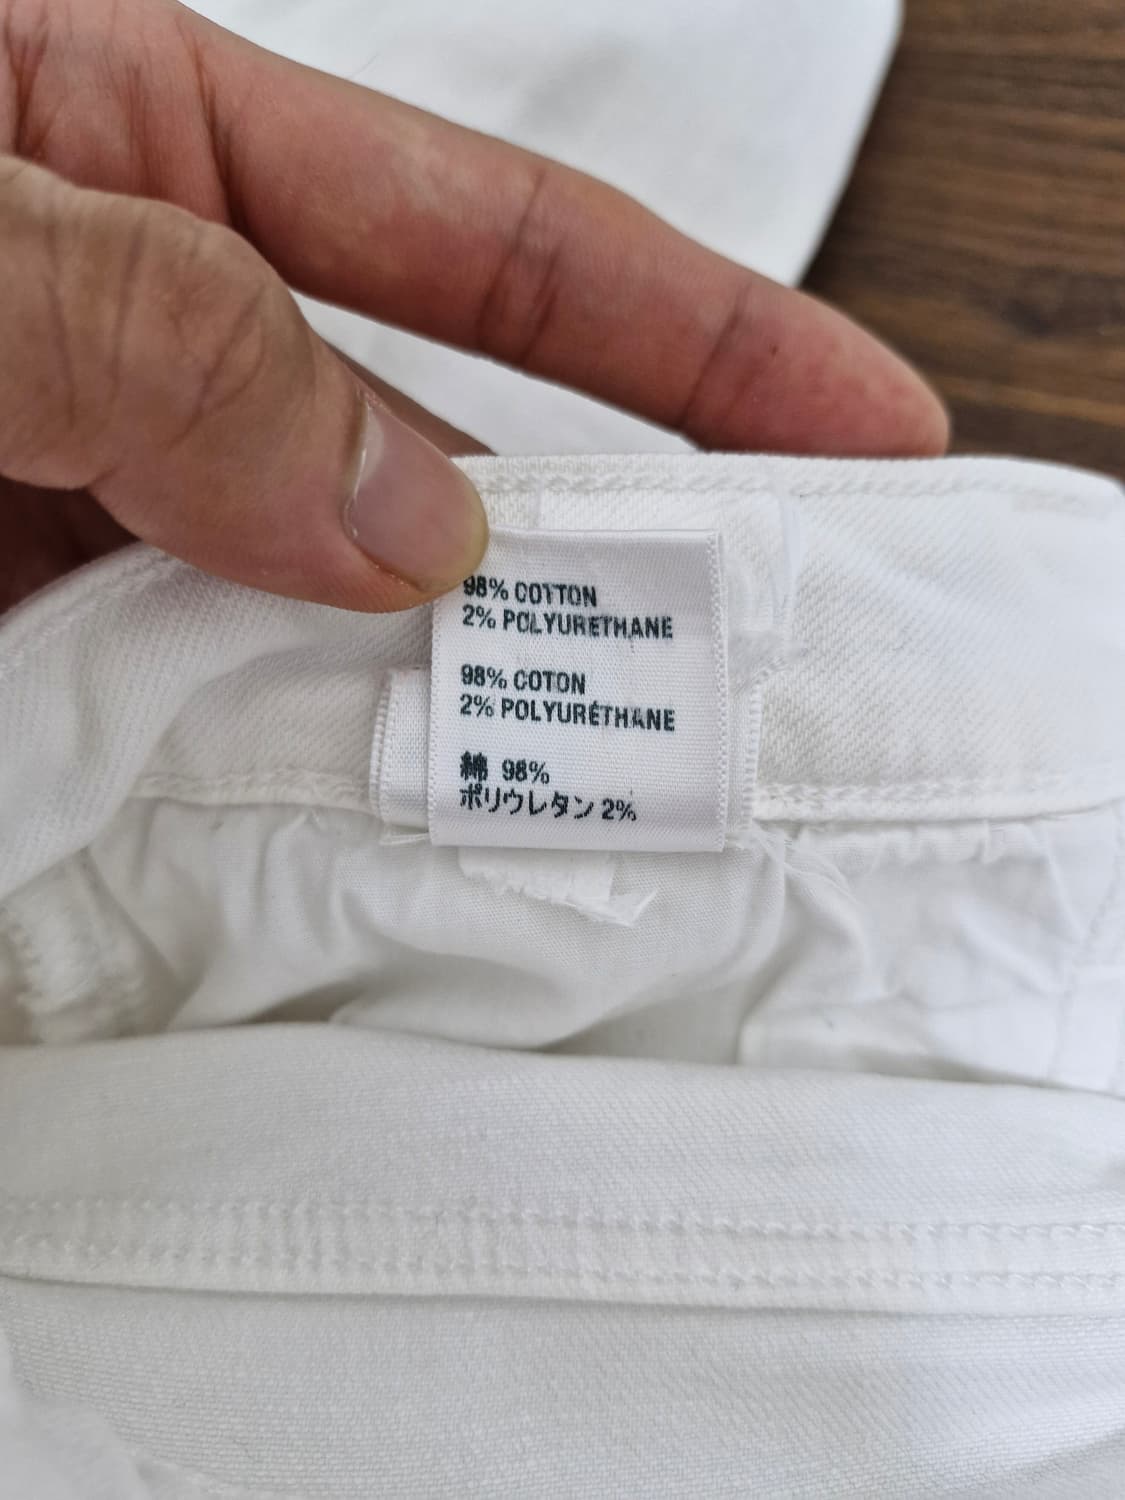 98% COTTON
2% POLYURETHANE
98% COTON
2% POLYURÉTHANE
綿 98%
ポリウレタン 2%